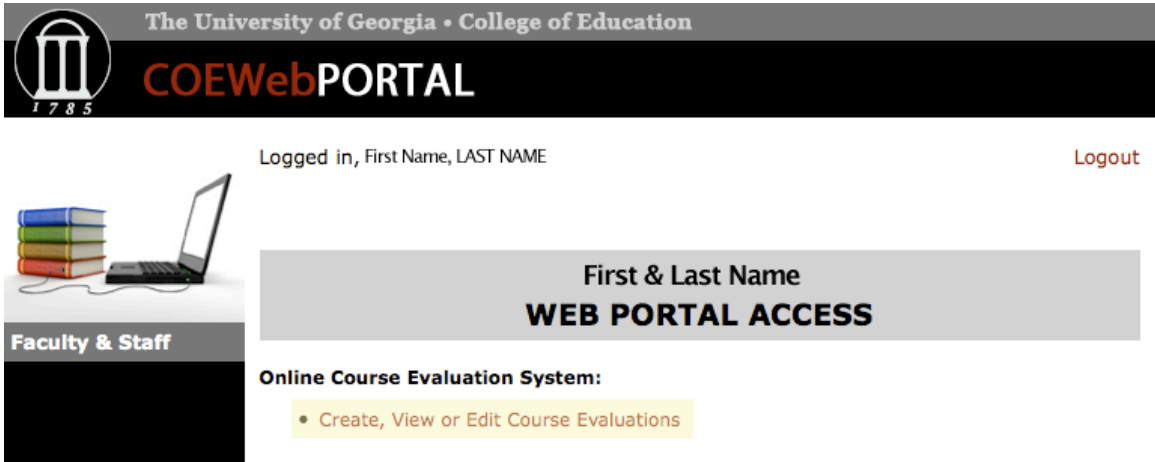 The University of Georgia • College of Education
COEWebPORTAL
1785
Logged in, First Name, LAST NAME
Logout
First & Last Name
WEB PORTAL ACCESS
Faculty & Staff
Online Course Evaluation System:
• Create, View or Edit Course Evaluations